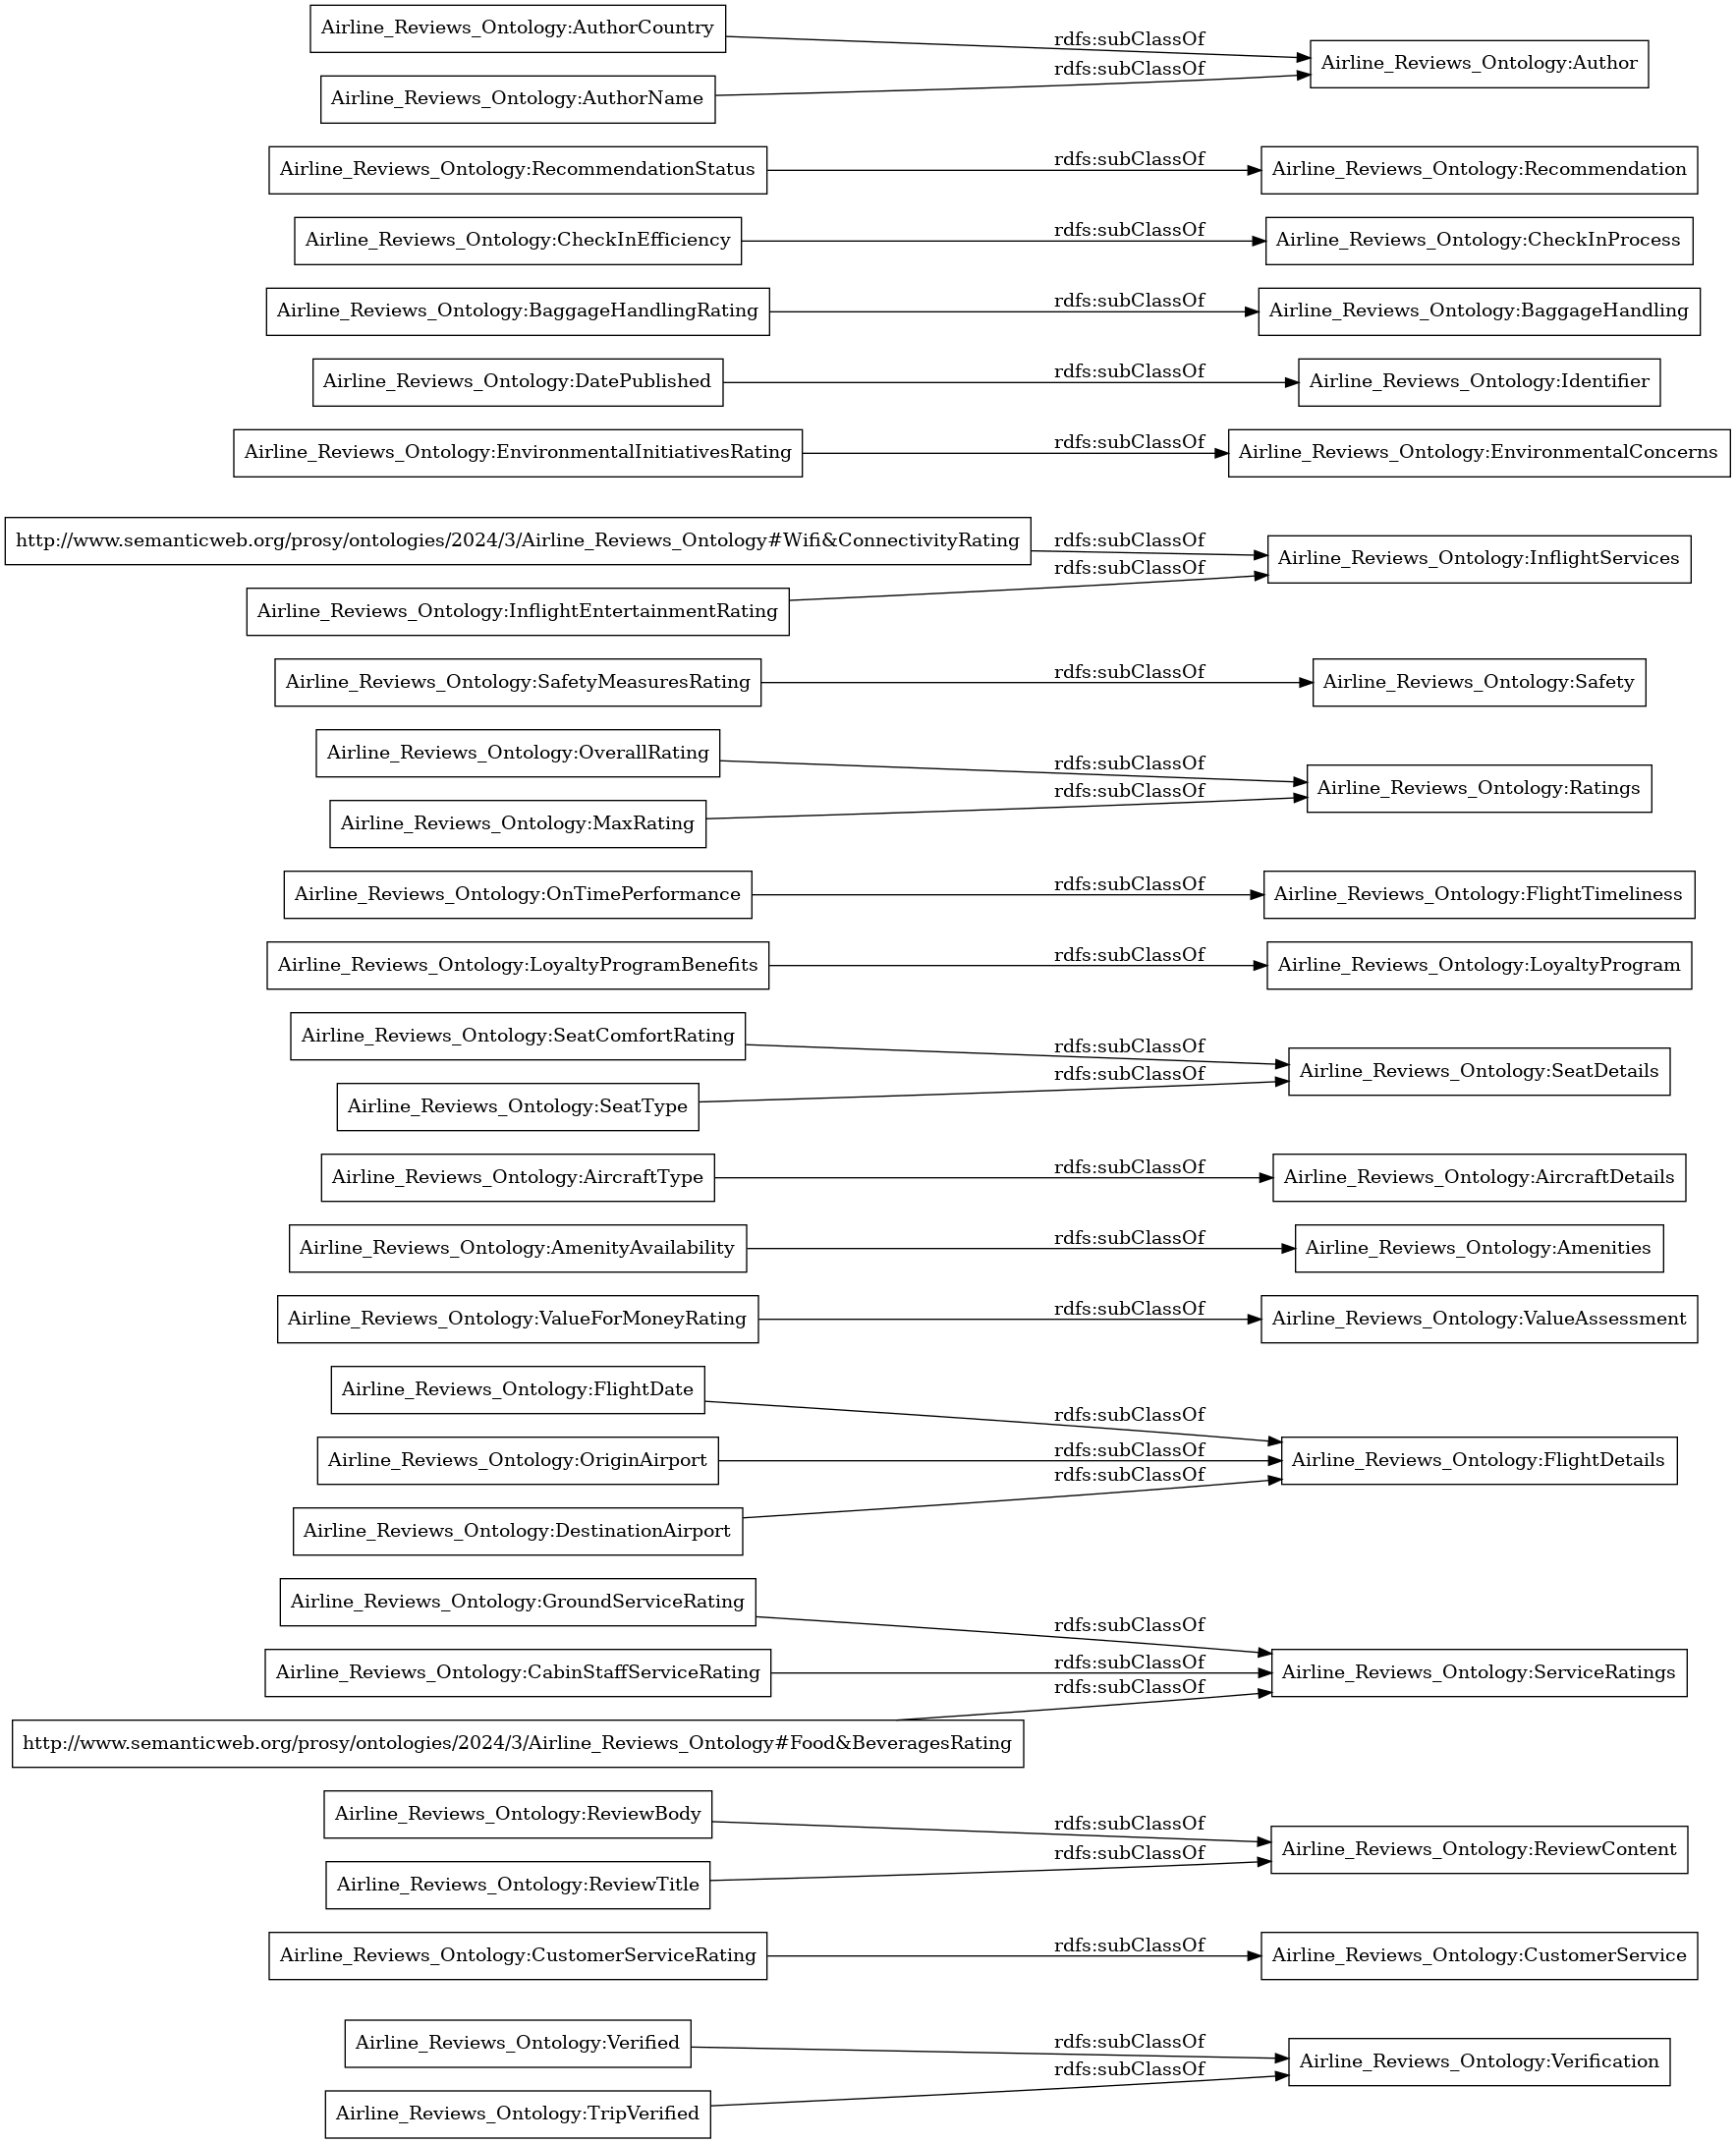 Airline_Reviews_Ontology:AuthorCountry
rdfs:subClassOf
Airline_Reviews_Ontology:Author
rdfs:subClassOf
Airline_Reviews_Ontology:AuthorName
Airline_Reviews_Ontology:RecommendationStatus
rdfs:subClassOf
Airline_Reviews_Ontology:Recommendation
Airline_Reviews_Ontology:CheckInEfficiency
rdfs:subClassOf
Airline_Reviews_Ontology:CheckInProcess
Airline_Reviews_Ontology:BaggageHandlingRating
rdfs:subClassOf
Airline_Reviews_Ontology:BaggageHandling
Airline_Reviews_Ontology:DatePublished
rdfs:subClassOf
Airline_Reviews_Ontology:Identifier
Airline_Reviews_Ontology:EnvironmentalInitiativesRating
rdfs:subClassOf
Airline_Reviews_Ontology:EnvironmentalConcerns
http://www.semanticweb.org/prosy/ontologies/2024/3/Airline_Reviews_Ontology#Wifi&ConnectivityRating
rdfs:subClassOf
Airline_Reviews_Ontology:InflightServices
rdfs:subClassOf
Airline_Reviews_Ontology:InflightEntertainmentRating
Airline_Reviews_Ontology:SafetyMeasuresRating
rdfs:subClassOf
Airline_Reviews_Ontology:Safety
Airline_Reviews_Ontology:OverallRating
rdfs:subClassOf
Airline_Reviews_Ontology:Ratings
rdfs:subClassOf
Airline_Reviews_Ontology:MaxRating
Airline_Reviews_Ontology:OnTimePerformance
rdfs:subClassOf
Airline_Reviews_Ontology:FlightTimeliness
Airline_Reviews_Ontology:LoyaltyProgramBenefits
rdfs:subClassOf
Airline_Reviews_Ontology:LoyaltyProgram
Airline_Reviews_Ontology:SeatComfortRating
rdfs:subClassOf
Airline_Reviews_Ontology:SeatDetails
rdfs:subClassOf
Airline_Reviews_Ontology:SeatType
Airline_Reviews_Ontology:AircraftType
rdfs:subClassOf
Airline_Reviews_Ontology:AircraftDetails
Airline_Reviews_Ontology:AmenityAvailability
rdfs:subClassOf
Airline_Reviews_Ontology:Amenities
Airline_Reviews_Ontology:ValueForMoneyRating
rdfs:subClassOf
Airline_Reviews_Ontology:ValueAssessment
Airline_Reviews_Ontology:FlightDate
rdfs:subClassOf
Airline_Reviews_Ontology:OriginAirport
rdfs:subClassOf
Airline_Reviews_Ontology:FlightDetails
rdfs:subClassOf
Airline_Reviews_Ontology:DestinationAirport
Airline_Reviews_Ontology:GroundServiceRating
rdfs:subClassOf
Airline_Reviews_Ontology:CabinStaffServiceRating
rdfs:subClassOf
Airline_Reviews_Ontology:ServiceRatings
rdfs:subClassOf
http://www.semanticweb.org/prosy/ontologies/2024/3/Airline_Reviews_Ontology#Food&BeveragesRating
Airline_Reviews_Ontology:ReviewBody
rdfs:subClassOf
Airline_Reviews_Ontology:ReviewContent
rdfs:subClassOf
Airline_Reviews_Ontology:ReviewTitle
Airline_Reviews_Ontology:CustomerServiceRating
rdfs:subClassOf
Airline_Reviews_Ontology:CustomerService
Airline_Reviews_Ontology:Verified
rdfs:subClassOf
Airline_Reviews_Ontology:Verification
rdfs:subClassOf
Airline_Reviews_Ontology:TripVerified